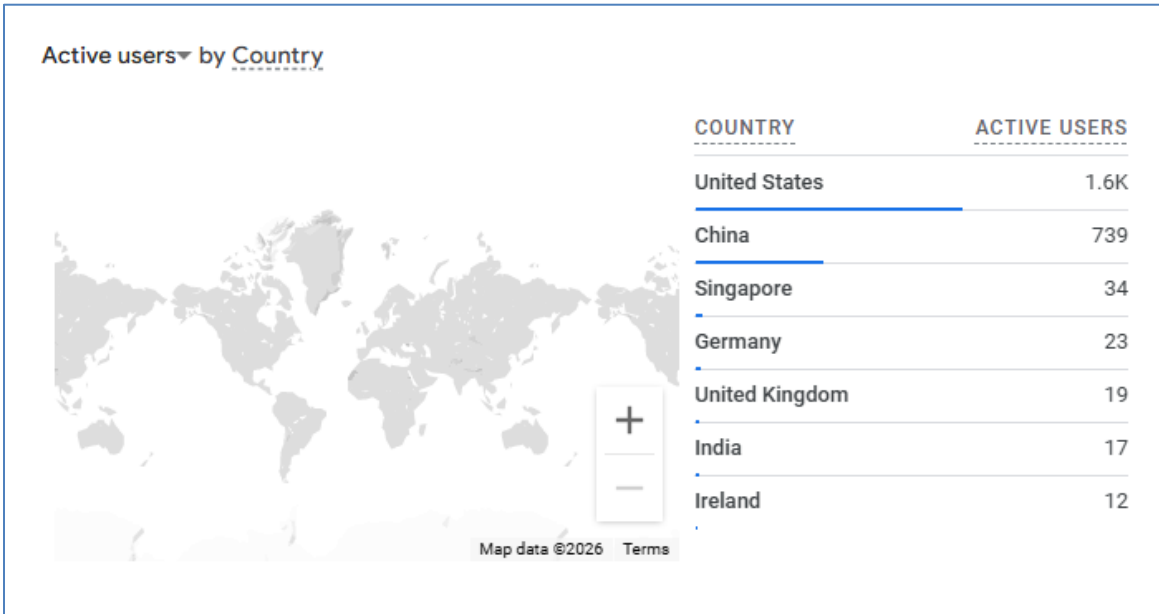 Active users by Country
COUNTRY ACTIVE USERS
United States 1.6K
China 739
Singapore 34
Germany 23
United Kingdom 19
India 17
Ireland 12
+
−
Map data ©2026 Terms